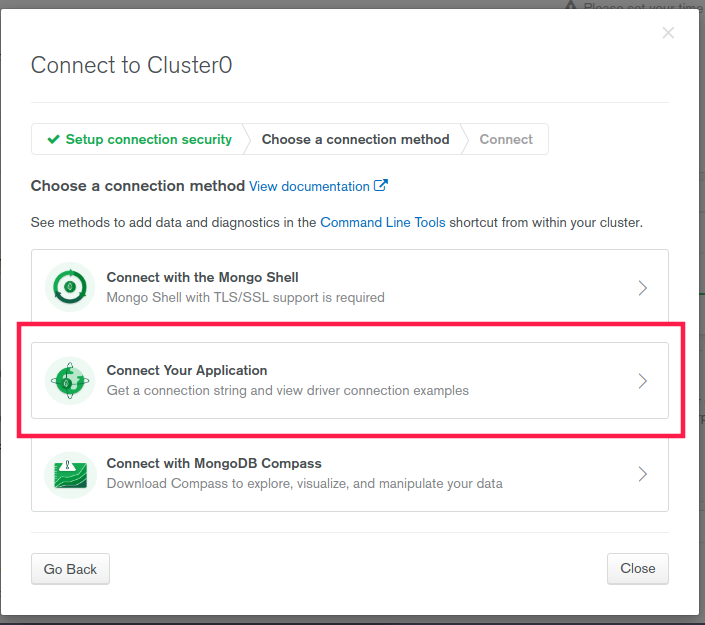 Please set your time
Connect to Cluster0
Setup connection security Choose a connection method Connect
Choose a connection method View documentation
See methods to add data and diagnostics in the Command Line Tools shortcut from within your cluster.
Connect with the Mongo Shell
Mongo Shell with TLS/SSL support is required
Connect Your Application
Get a connection string and view driver connection examples
Connect with MongoDB Compass
Download Compass to explore, visualize, and manipulate your data
Go Back Close